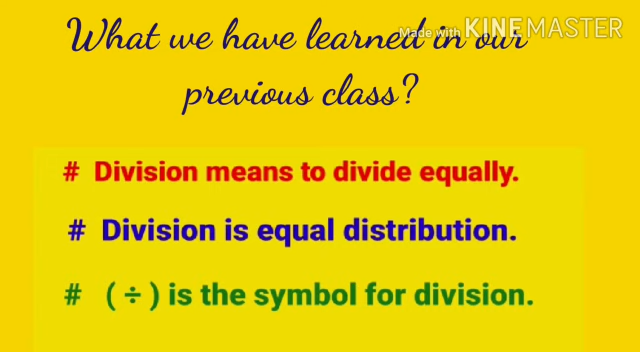 What we have learned in our
Made with KINEMASTER
previous class?
# Division means to divide equally.
# Division is equal distribution.
# (÷) is the symbol for division.